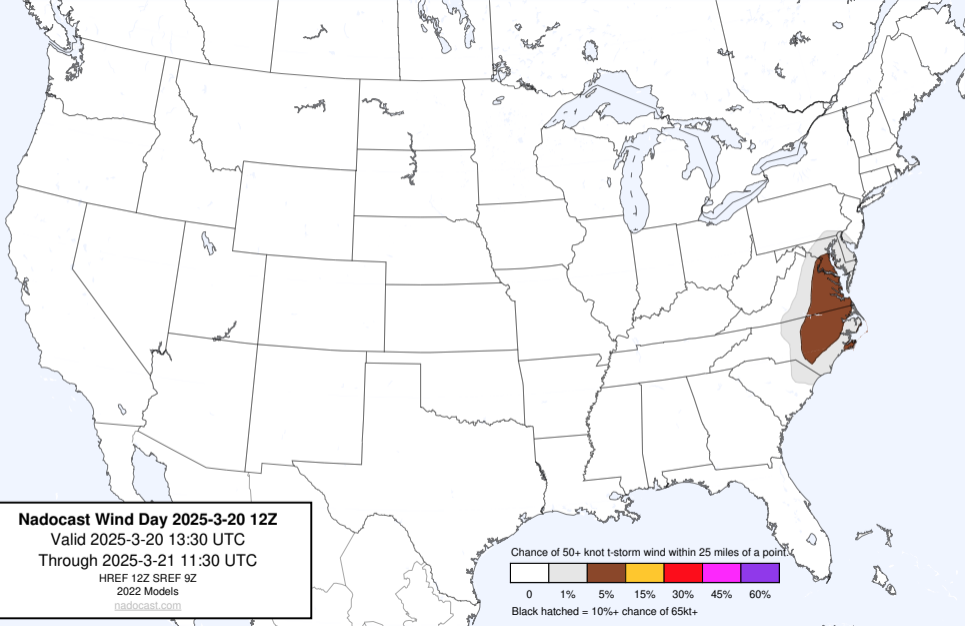 Nadocast Wind Day 2025-3-20 12Z
Valid 2025-3-20 13:30 UTC
Through 2025-3-21 11:30 UTC
HREF 12Z SREF 9Z
2022 Models
nadocast.com
Chance of 50+ knot t-storm wind within 25 miles of a point.
0 1% 5% 15% 30% 45% 60%
Black hatched = 10%+ chance of 65kt+